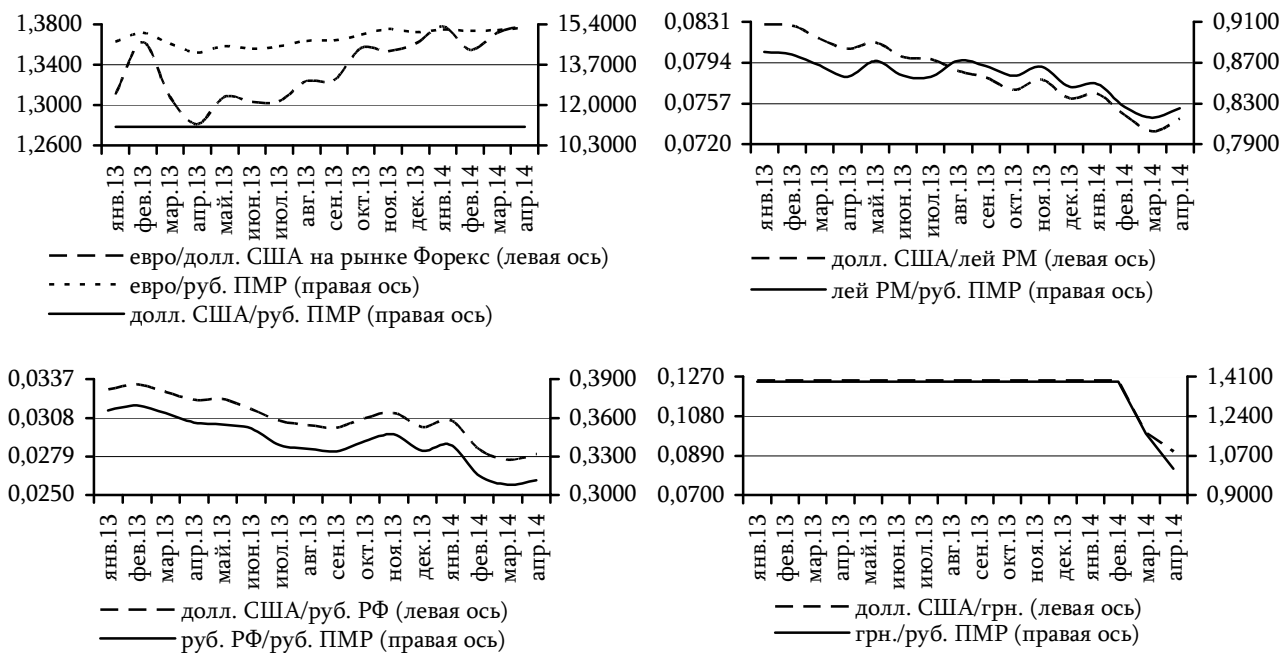 1,3800
1,3400
1,3000
1,2600
15,4000
13,7000
12,0000
10,3000
янв.13
фев.13
мар.13
апр.13
май.13
июн.13
июл.13
авг.13
сен.13
окт.13
ноя.13
дек.13
янв.14
фев.14
мар.14
апр.14
евро/долл. США на рынке Форекс (левая ось)
евро/руб. ПМР (правая ось)
долл. США/руб. ПМР (правая ось)
0,0831
0,0794
0,0757
0,0720
0,9100
0,8700
0,8300
0,7900
янв.13
фев.13
мар.13
апр.13
май.13
июн.13
июл.13
авг.13
сен.13
окт.13
ноя.13
дек.13
янв.14
фев.14
мар.14
апр.14
долл. США/лей РМ (левая ось)
лей РМ/руб. ПМР (правая ось)
0,0337
0,0308
0,0279
0,0250
0,3900
0,3600
0,3300
0,3000
янв.13
фев.13
мар.13
апр.13
май.13
июн.13
июл.13
авг.13
сен.13
окт.13
ноя.13
дек.13
янв.14
фев.14
мар.14
апр.14
долл. США/руб. РФ (левая ось)
руб. РФ/руб. ПМР (правая ось)
0,1270
0,1080
0,0890
0,0700
1,4100
1,2400
1,0700
0,9000
янв.13
фев.13
мар.13
апр.13
май.13
июн.13
июл.13
авг.13
сен.13
окт.13
ноя.13
дек.13
янв.14
фев.14
мар.14
апр.14
долл. США/грн. (левая ось)
грн./руб. ПМР (правая ось)